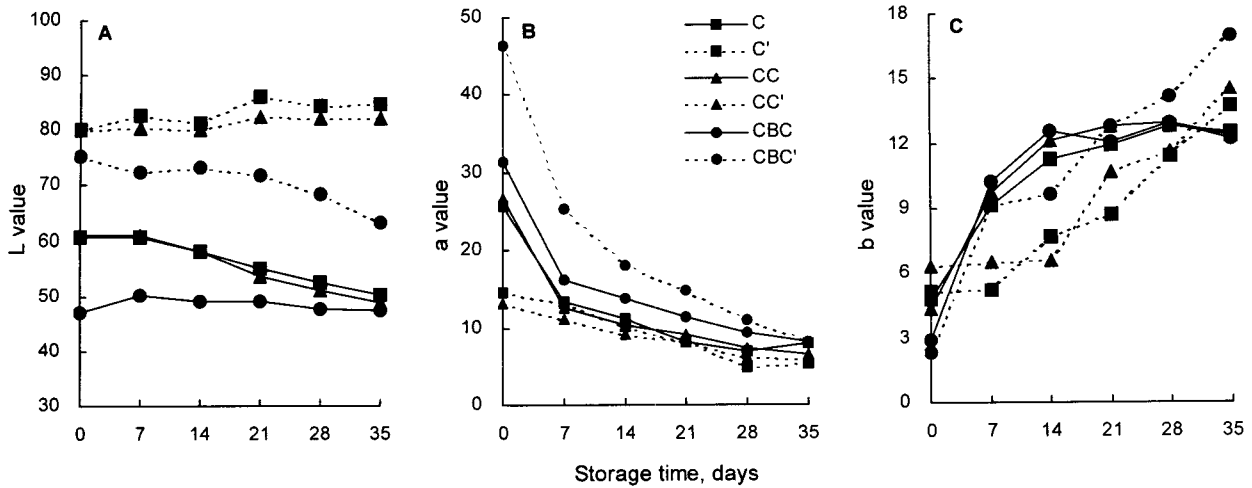 A
L value
100
90
80
70
60
50
40
30
0 7 14 21 28 35
B
a value
50
40
30
20
10
0
0 7 14 21 28 35
C
C'
CC
CC'
CBC
CBC'
C
b value
18
15
12
9
6
3
0
0 7 14 21 28 35
Storage time, days